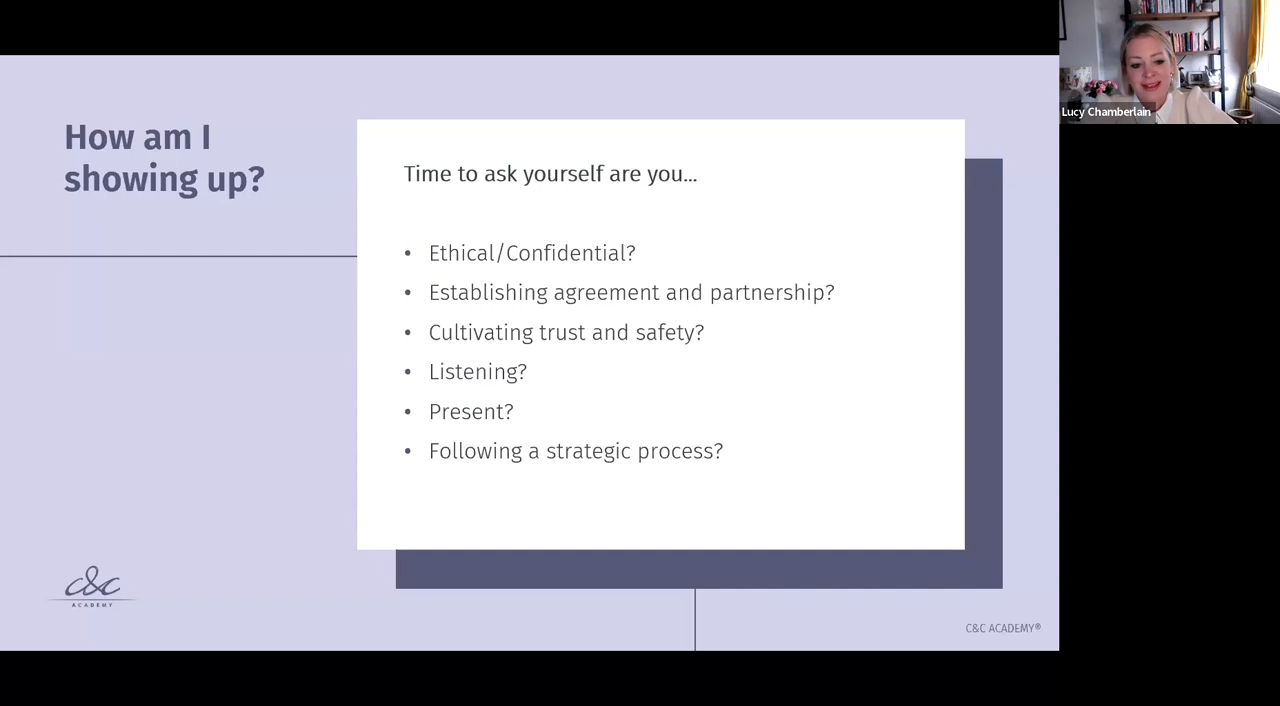 How am I
showing up?
Time to ask yourself are you...
• Ethical/Confidential?
• Establishing agreement and partnership?
• Cultivating trust and safety?
• Listening?
• Present?
• Following a strategic process?
c&c
ACADEMY
C&C ACADEMY®
Lucy Chamberlain